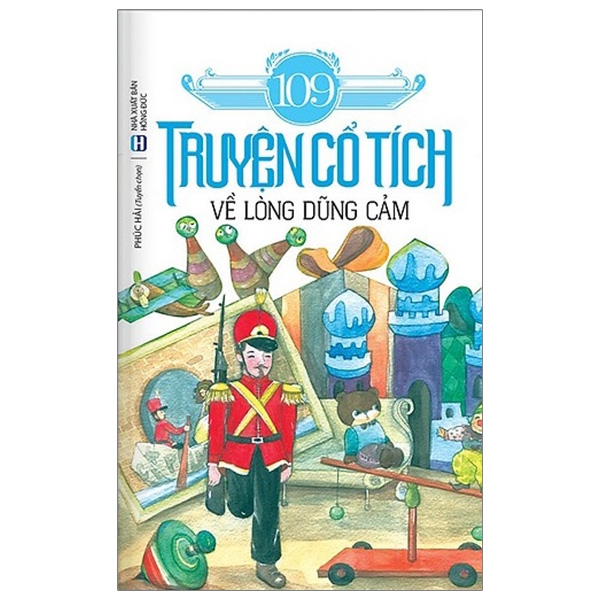 NHÀ XUẤT BẢN
HỒNG ĐỨC
PHÚC HẢI (Tuyển chọn)
109
TRUYỆN CỔ TÍCH
VỀ LÒNG DŨNG CẢM